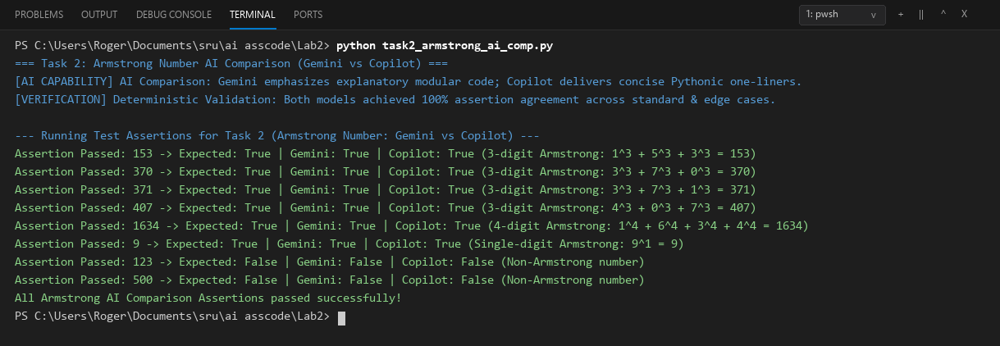 PROBLEMS OUTPUT DEBUG CONSOLE TERMINAL PORTS 1: pwsh v + || ^ X
PS C:\Users\Roger\Documents\sru\ai asscode\Lab2> python task2_armstrong_ai_comp.py
=== Task 2: Armstrong Number AI Comparison (Gemini vs Copilot) ===
[AI CAPABILITY] AI Comparison: Gemini emphasizes explanatory modular code; Copilot delivers concise Pythonic one-liners.
[VERIFICATION] Deterministic Validation: Both models achieved 100% assertion agreement across standard & edge cases.
--- Running Test Assertions for Task 2 (Armstrong Number: Gemini vs Copilot) ---
Assertion Passed: 153 -> Expected: True | Gemini: True | Copilot: True (3-digit Armstrong: 1^3 + 5^3 + 3^3 = 153)
Assertion Passed: 370 -> Expected: True | Gemini: True | Copilot: True (3-digit Armstrong: 3^3 + 7^3 + 0^3 = 370)
Assertion Passed: 371 -> Expected: True | Gemini: True | Copilot: True (3-digit Armstrong: 3^3 + 7^3 + 1^3 = 371)
Assertion Passed: 407 -> Expected: True | Gemini: True | Copilot: True (3-digit Armstrong: 4^3 + 0^3 + 7^3 = 407)
Assertion Passed: 1634 -> Expected: True | Gemini: True | Copilot: True (4-digit Armstrong: 1^4 + 6^4 + 3^4 + 4^4 = 1634)
Assertion Passed: 9 -> Expected: True | Gemini: True | Copilot: True (Single-digit Armstrong: 9^1 = 9)
Assertion Passed: 123 -> Expected: False | Gemini: False | Copilot: False (Non-Armstrong number)
Assertion Passed: 500 -> Expected: False | Gemini: False | Copilot: False (Non-Armstrong number)
All Armstrong AI Comparison Assertions passed successfully!
PS C:\Users\Roger\Documents\sru\ai asscode\Lab2>